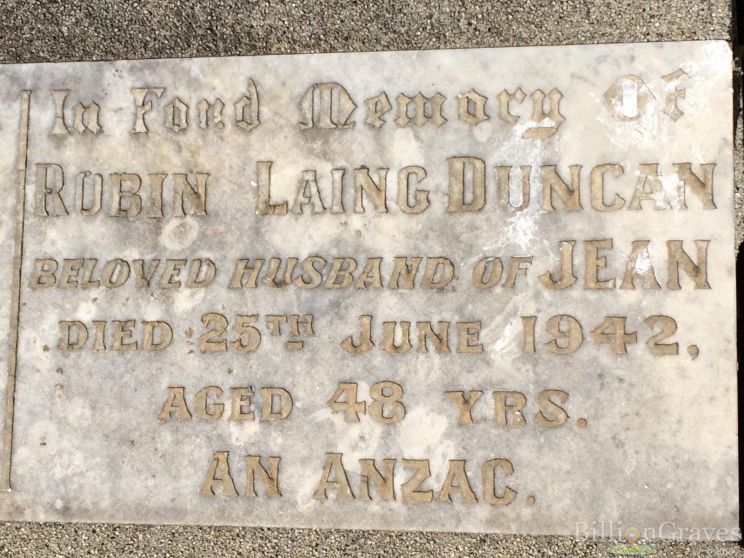 In Fond Memory Of
ROBIN LAING DUNCAN
BELOVED HUSBAND OF JEAN
DIED 25TH JUNE 1942,
AGED 48 YRS.
AN ANZAC.
BillionGraves